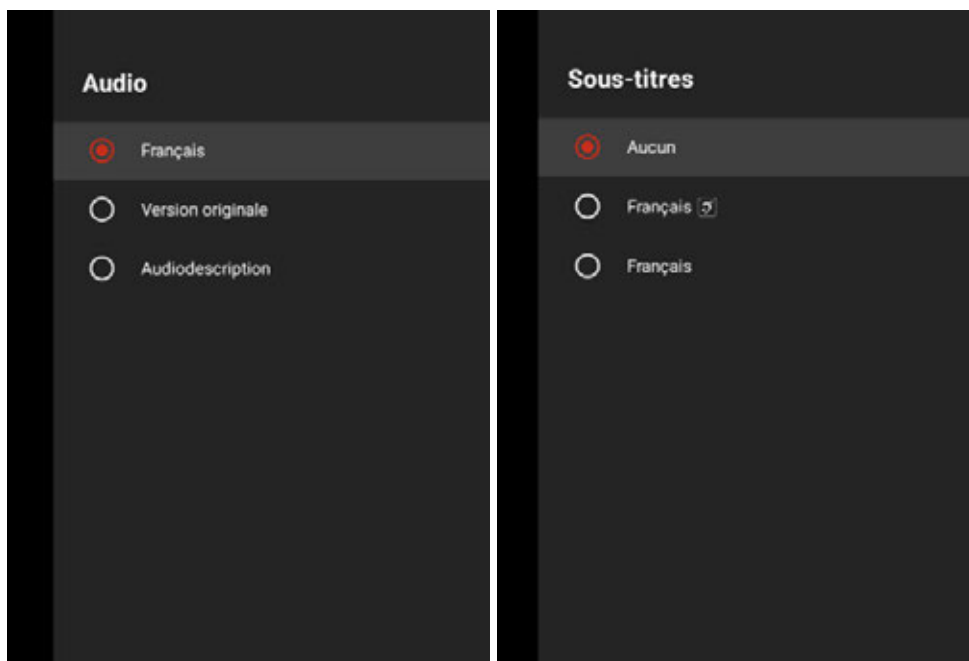 Audio
Français
Version originale
Audiodescription
Sous-titres
Aucun
Français
Français